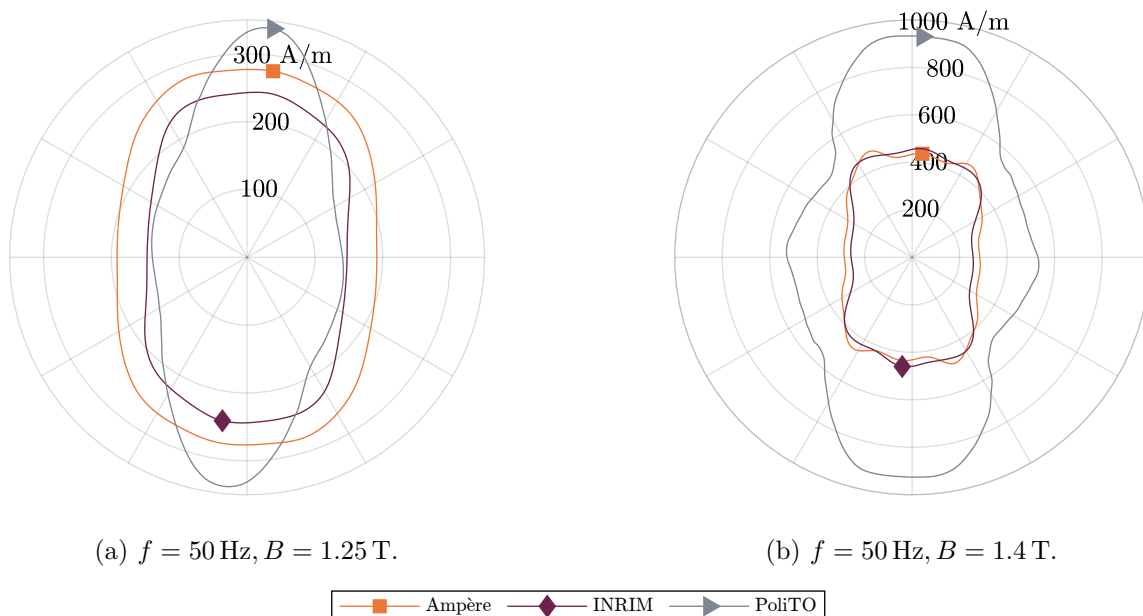 300 A/m
200
100
1000 A/m
800
600
400
200
(a) f = 50 Hz, B = 1.25 T.
(b) f = 50 Hz, B = 1.4 T.
Ampère INRIM PoliTO